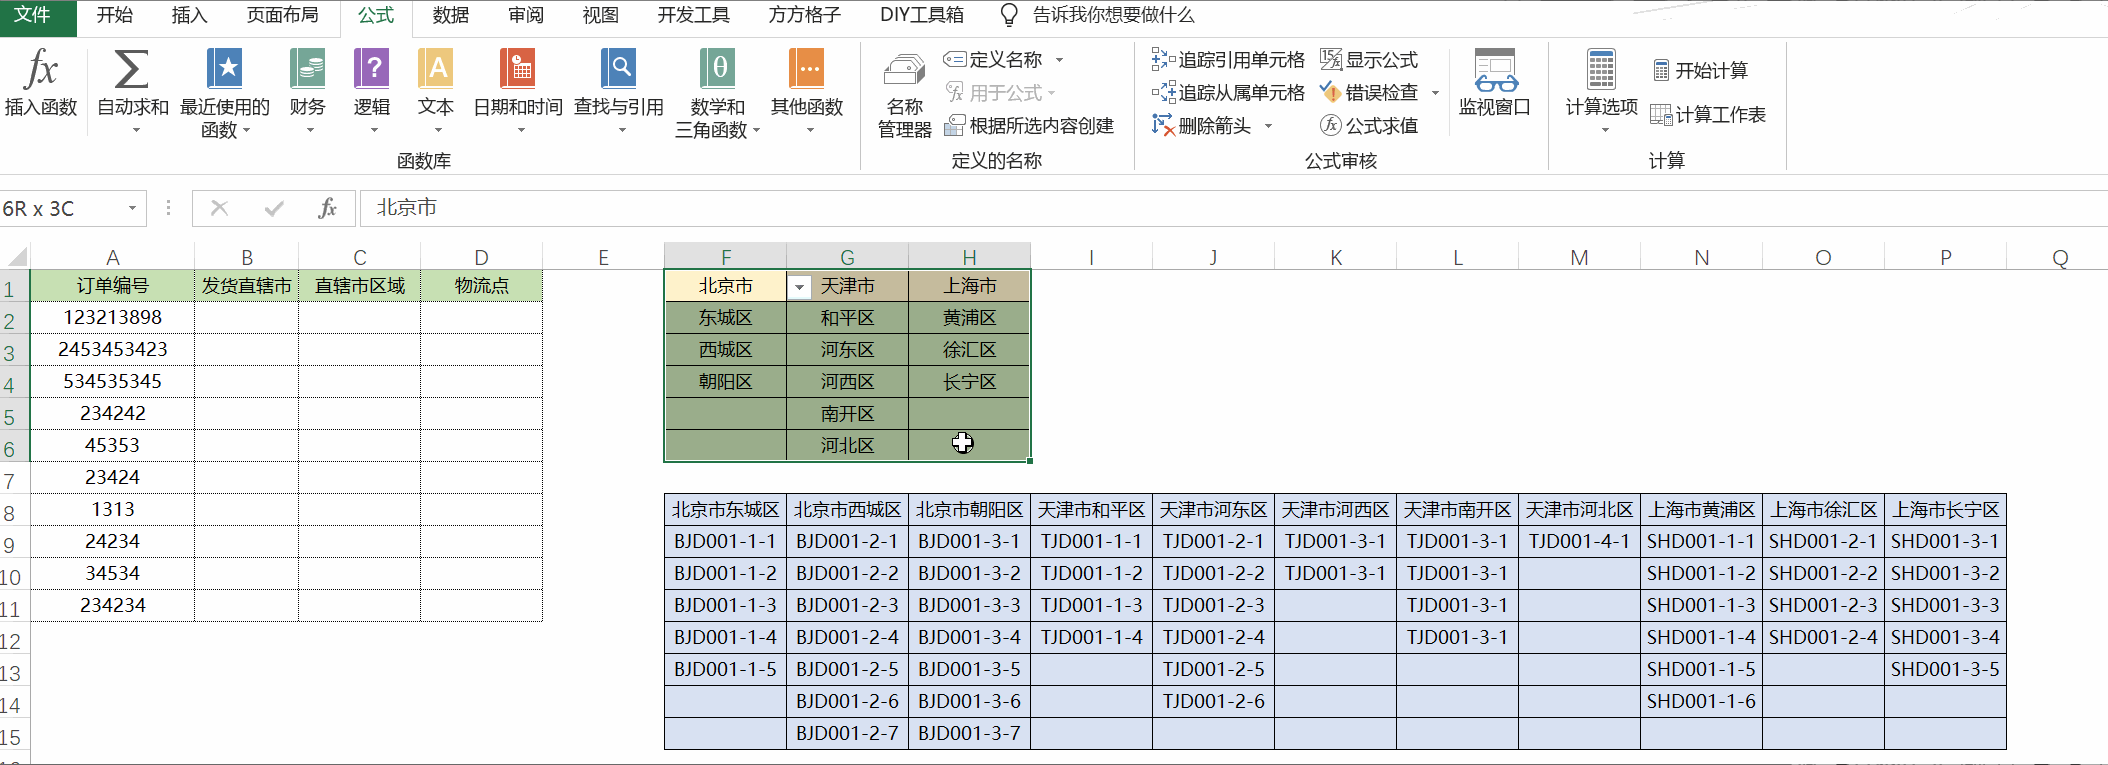 文件 开始 插入 页面布局 公式 数据 审阅 视图 开发工具 方方格子 DIY工具箱 告诉我你想要做什么
fx Σ ★ ? A θ ··· 定义名称 追踪引用单元格 15 显示公式
用于公式 追踪从属单元格 错误检查 开始计算
插入函数 自动求和 最近使用的函数 财务 逻辑 文本 日期和时间 查找与引用 数学和三角函数 其他函数 名称管理器 根据所选内容创建 删除箭头 fx 公式求值 监视窗口 计算选项 计算工作表
函数库 定义的名称 公式审核 计算
6R x 3C fx 北京市
A B C D E F G H I J K L M N O P Q
1 订单编号 发货直辖市 直辖市区域 物流点 北京市 天津市 上海市
2 123213898 东城区 和平区 黄浦区
3 2453453423 西城区 河东区 徐汇区
4 534535345 朝阳区 河西区 长宁区
5 234242 南开区
6 45353 河北区
7 23424
8 1313 北京市东城区 北京市西城区 北京市朝阳区 天津市和平区 天津市河东区 天津市河西区 天津市南开区 天津市河北区 上海市黄浦区 上海市徐汇区 上海市长宁区
9 24234 BJD001-1-1 BJD001-2-1 BJD001-3-1 TJD001-1-1 TJD001-2-1 TJD001-3-1 TJD001-3-1 TJD001-4-1 SHD001-1-1 SHD001-2-1 SHD001-3-1
10 34534 BJD001-1-2 BJD001-2-2 BJD001-3-2 TJD001-1-2 TJD001-2-2 TJD001-3-1 TJD001-3-1 SHD001-1-2 SHD001-2-2 SHD001-3-2
11 234234 BJD001-1-3 BJD001-2-3 BJD001-3-3 TJD001-1-3 TJD001-2-3 TJD001-3-1 SHD001-1-3 SHD001-2-3 SHD001-3-3
12 BJD001-1-4 BJD001-2-4 BJD001-3-4 TJD001-1-4 TJD001-2-4 TJD001-3-1 SHD001-1-4 SHD001-2-4 SHD001-3-4
13 BJD001-1-5 BJD001-2-5 BJD001-3-5 TJD001-2-5 SHD001-1-5 SHD001-3-5
14 BJD001-2-6 BJD001-3-6 TJD001-2-6 SHD001-1-6
15 BJD001-2-7 BJD001-3-7